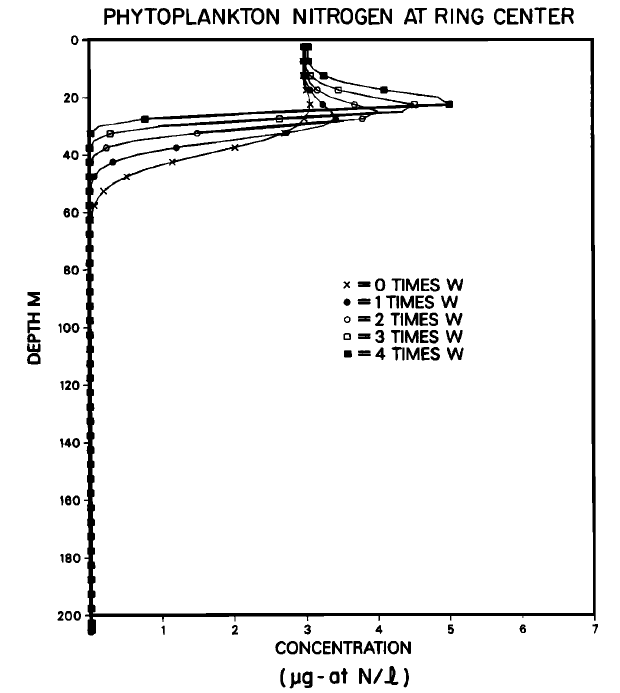 PHYTOPLANKTON NITROGEN AT RING CENTER
0
20
40
60
80
100
120
140
160
180
200
DEPTH M
× = 0 TIMES W
● = 1 TIMES W
○ = 2 TIMES W
□ = 3 TIMES W
■ = 4 TIMES W
1 2 3 4 5 6 7
CONCENTRATION
(μg-at N/ℓ)